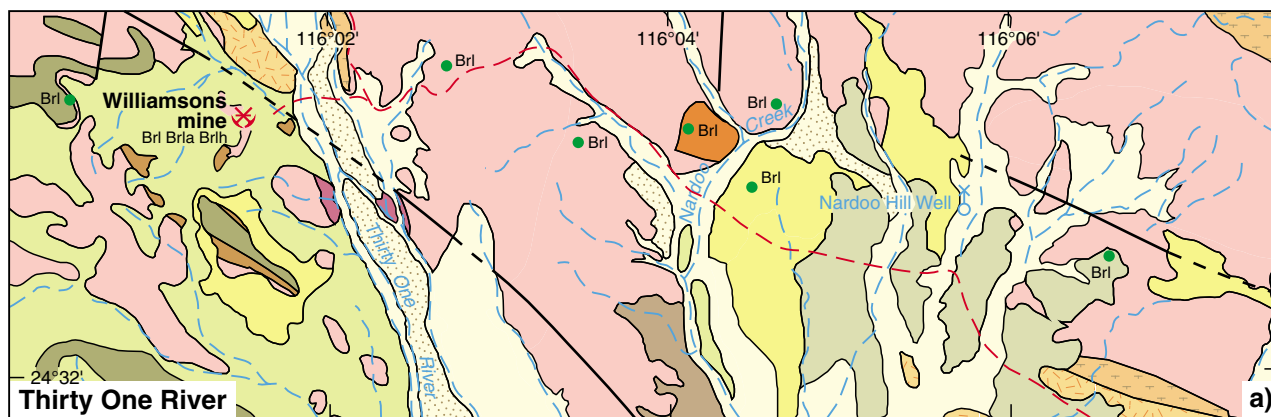 116°02'
116°04'
116°06'
Brl
Brl
Williamsons
mine
Brl Brla Brlh
Brl
Brl
Brl
Creek
Nardoo
Brl
Nardoo Hill Well
Brl
Thirty One
River
24°32'
Thirty One River
a)